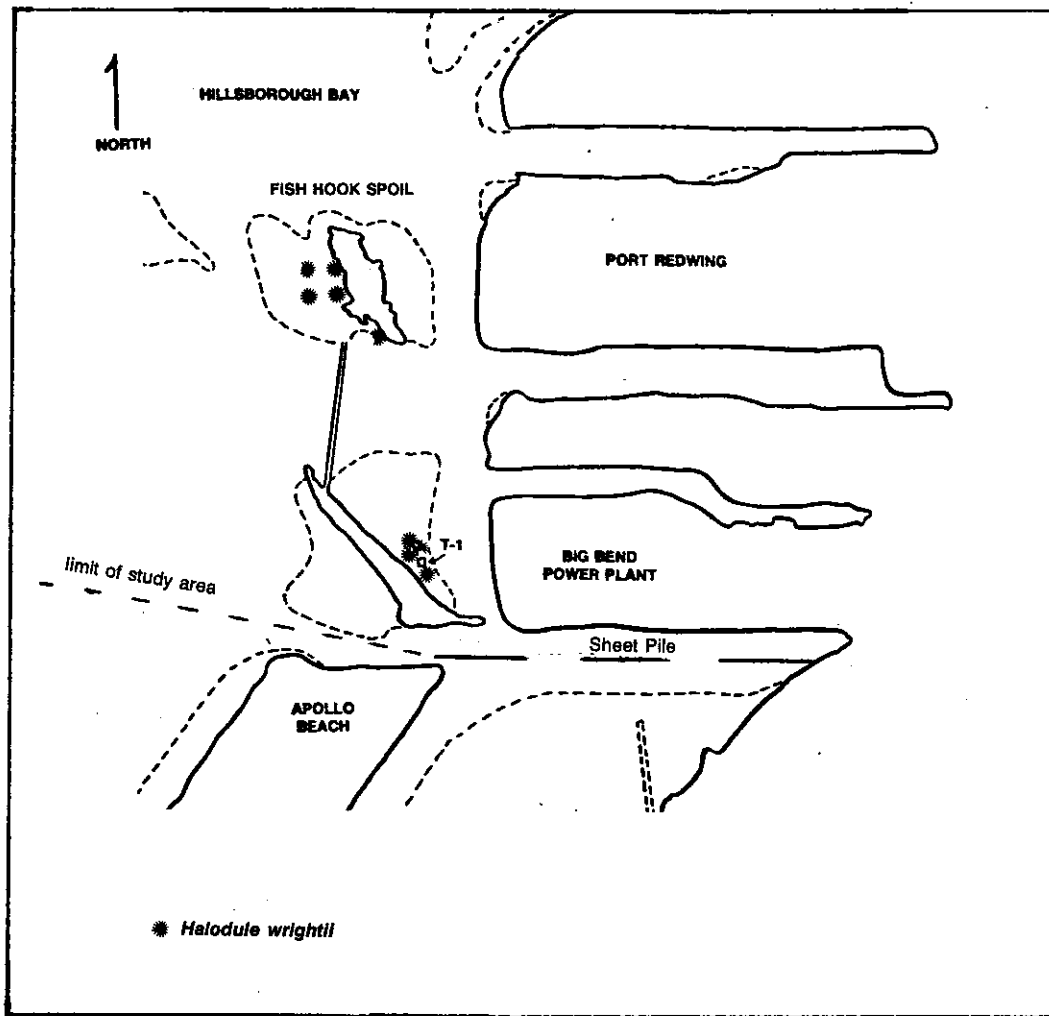 HILLSBOROUGH BAY
NORTH
FISH HOOK SPOIL
PORT REDWING
T-1
BIG BEND
POWER PLANT
limit of study area
Sheet Pile
APOLLO
BEACH
Halodule wrightii